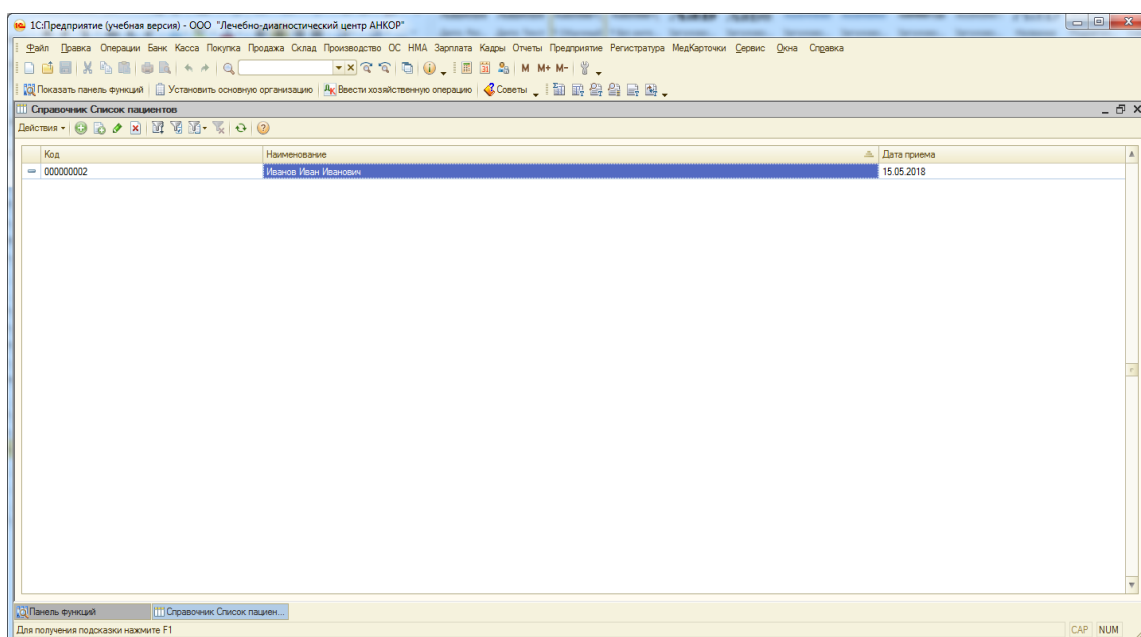 1С:Предприятие (учебная версия) - ООО "Лечебно-диагностический центр АНКОР"
Файл Правка Операции Банк Касса Покупка Продажа Склад Производство ОС НМА Зарплата Кадры Отчеты Предприятие Регистратура МедКарточки Сервис Окна Справка
M M+ M-
Показать панель функций Установить основную организацию Ввести хозяйственную операцию Советы
Справочник Список пациентов
Действия
Код Наименование Дата приема
000000002 Иванов Иван Иванович 15.05.2018
Панель функций Справочник Список пациен...
Для получения подсказки нажмите F1 CAP NUM